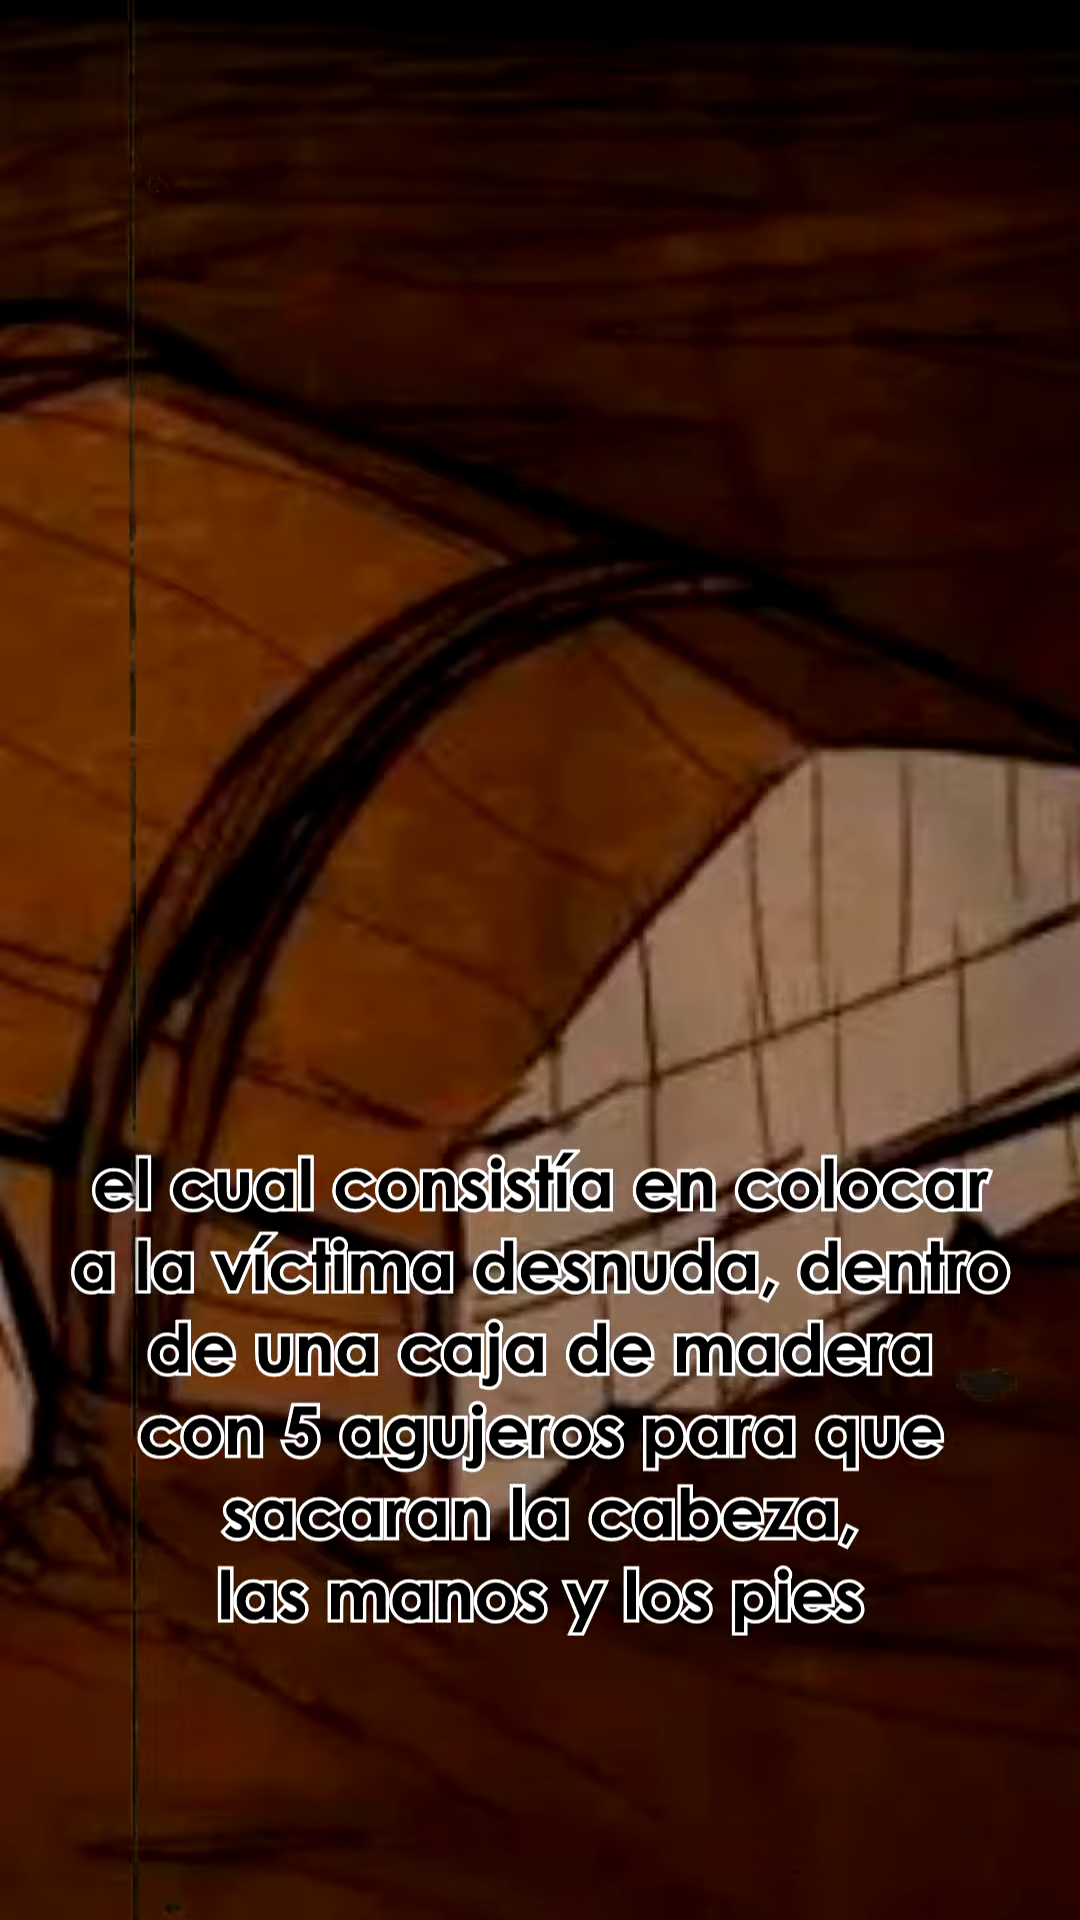 el cual consistía en colocar
a la víctima desnuda, dentro
de una caja de madera
con 5 agujeros para que
sacaran la cabeza,
las manos y los pies